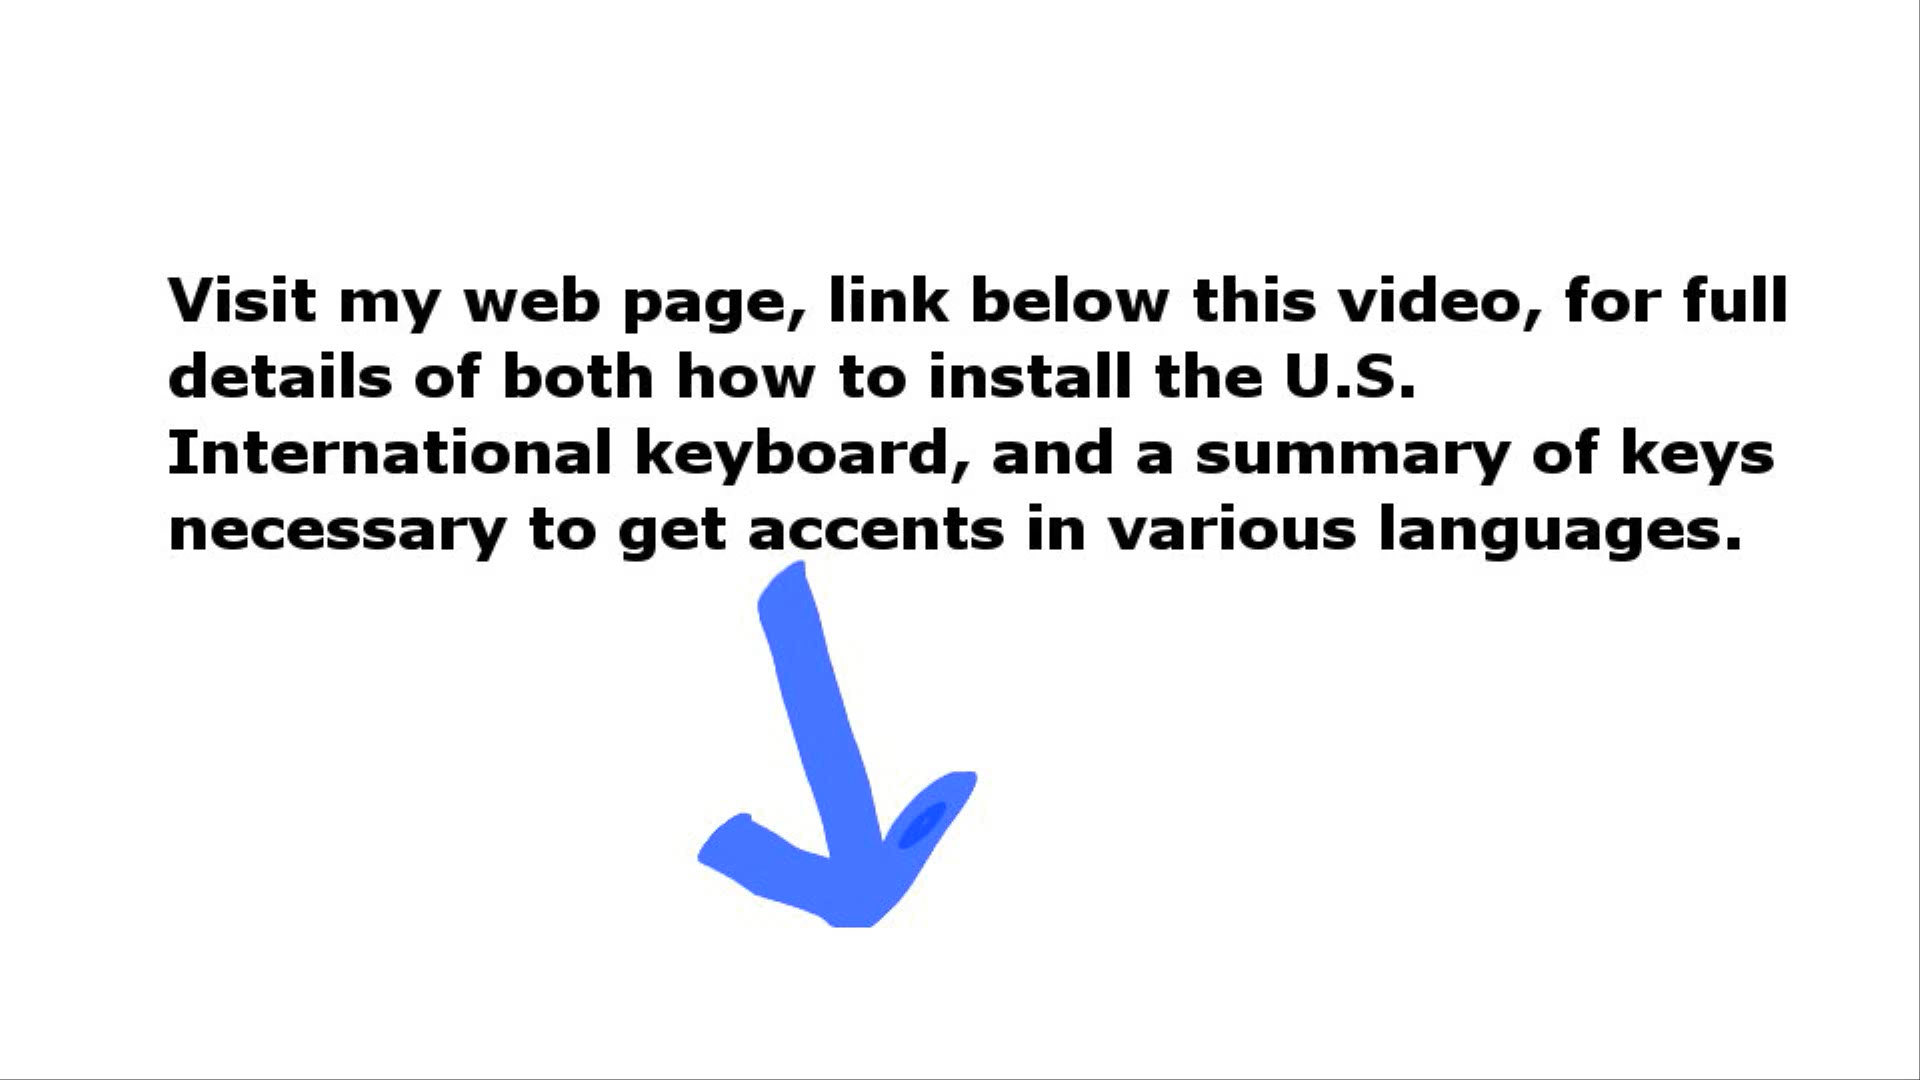 Visit my web page, link below this video, for full
details of both how to install the U.S.
International keyboard, and a summary of keys
necessary to get accents in various languages.